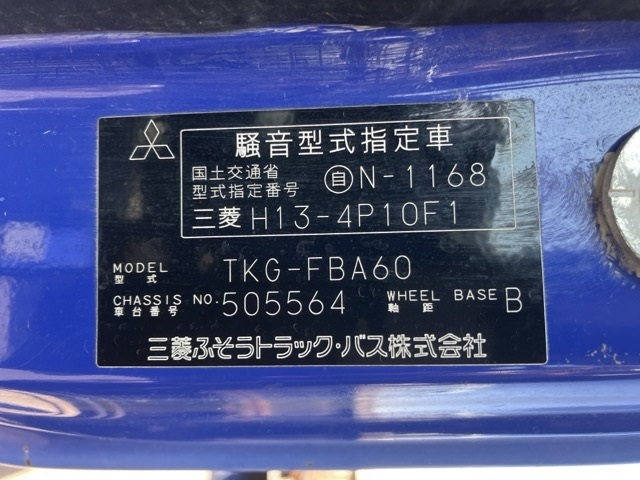 騒音型式指定車
国土交通省
型式指定番号 自N-1168
三菱 H13-4P10F1
MODEL
型式 TKG-FBA60
CHASSIS NO.
車台番号 505564 WHEEL BASE
軸距 B
三菱ふそうトラック・バス株式会社